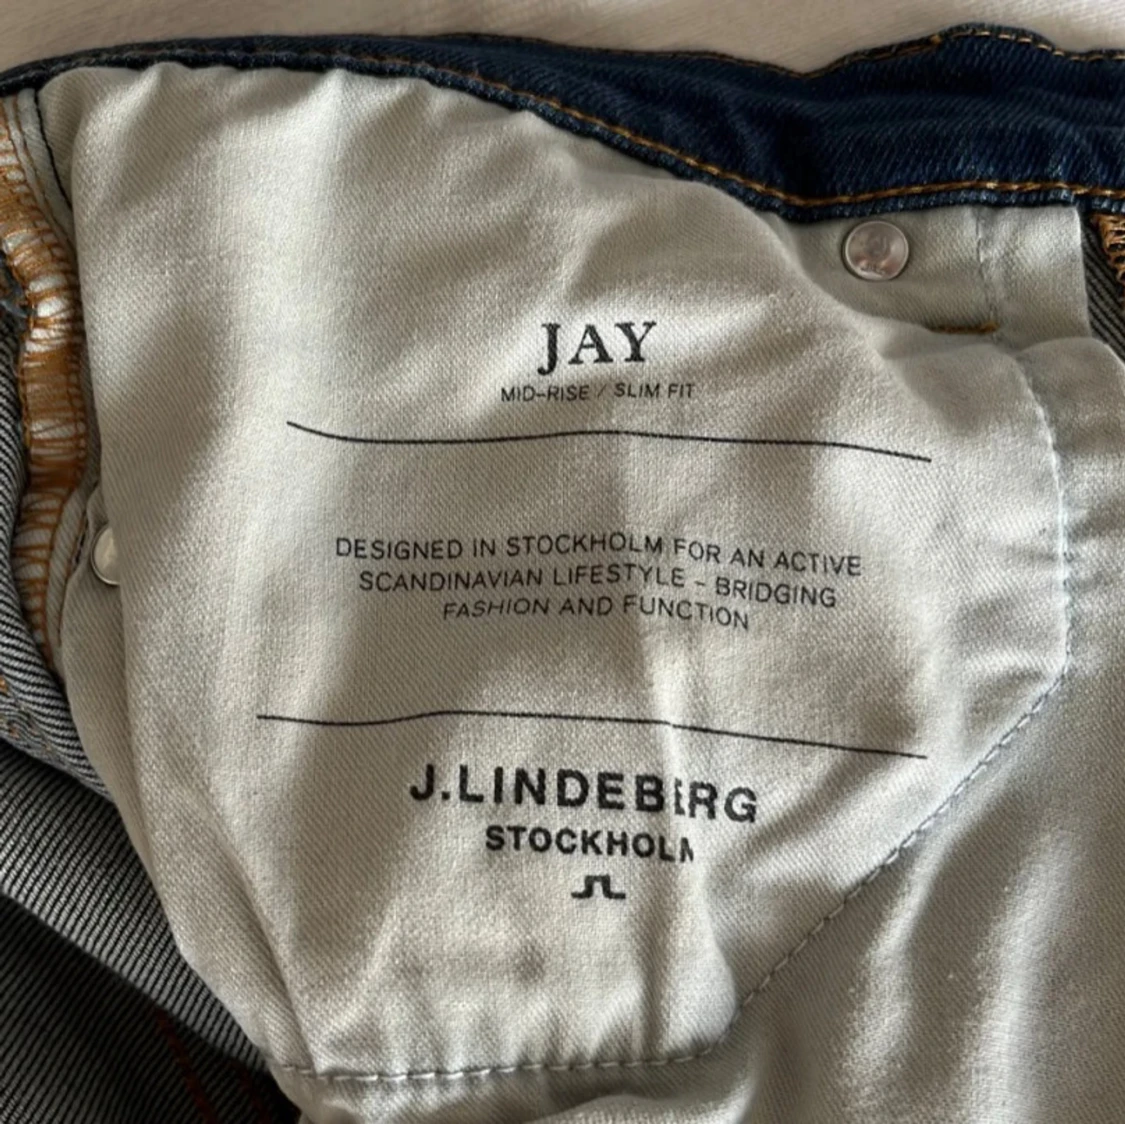 JAY
MID-RISE / SLIM FIT
DESIGNED IN STOCKHOLM FOR AN ACTIVE
SCANDINAVIAN LIFESTYLE - BRIDGING
FASHION AND FUNCTION
J.LINDEBERG
STOCKHOLM